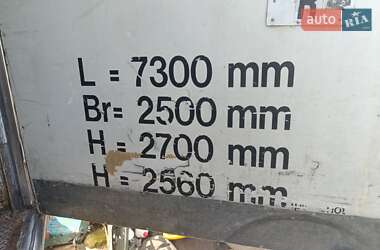 auto RIA
L = 7300 mm
Br= 2500 mm
H = 2700 mm
H = 2560 mm